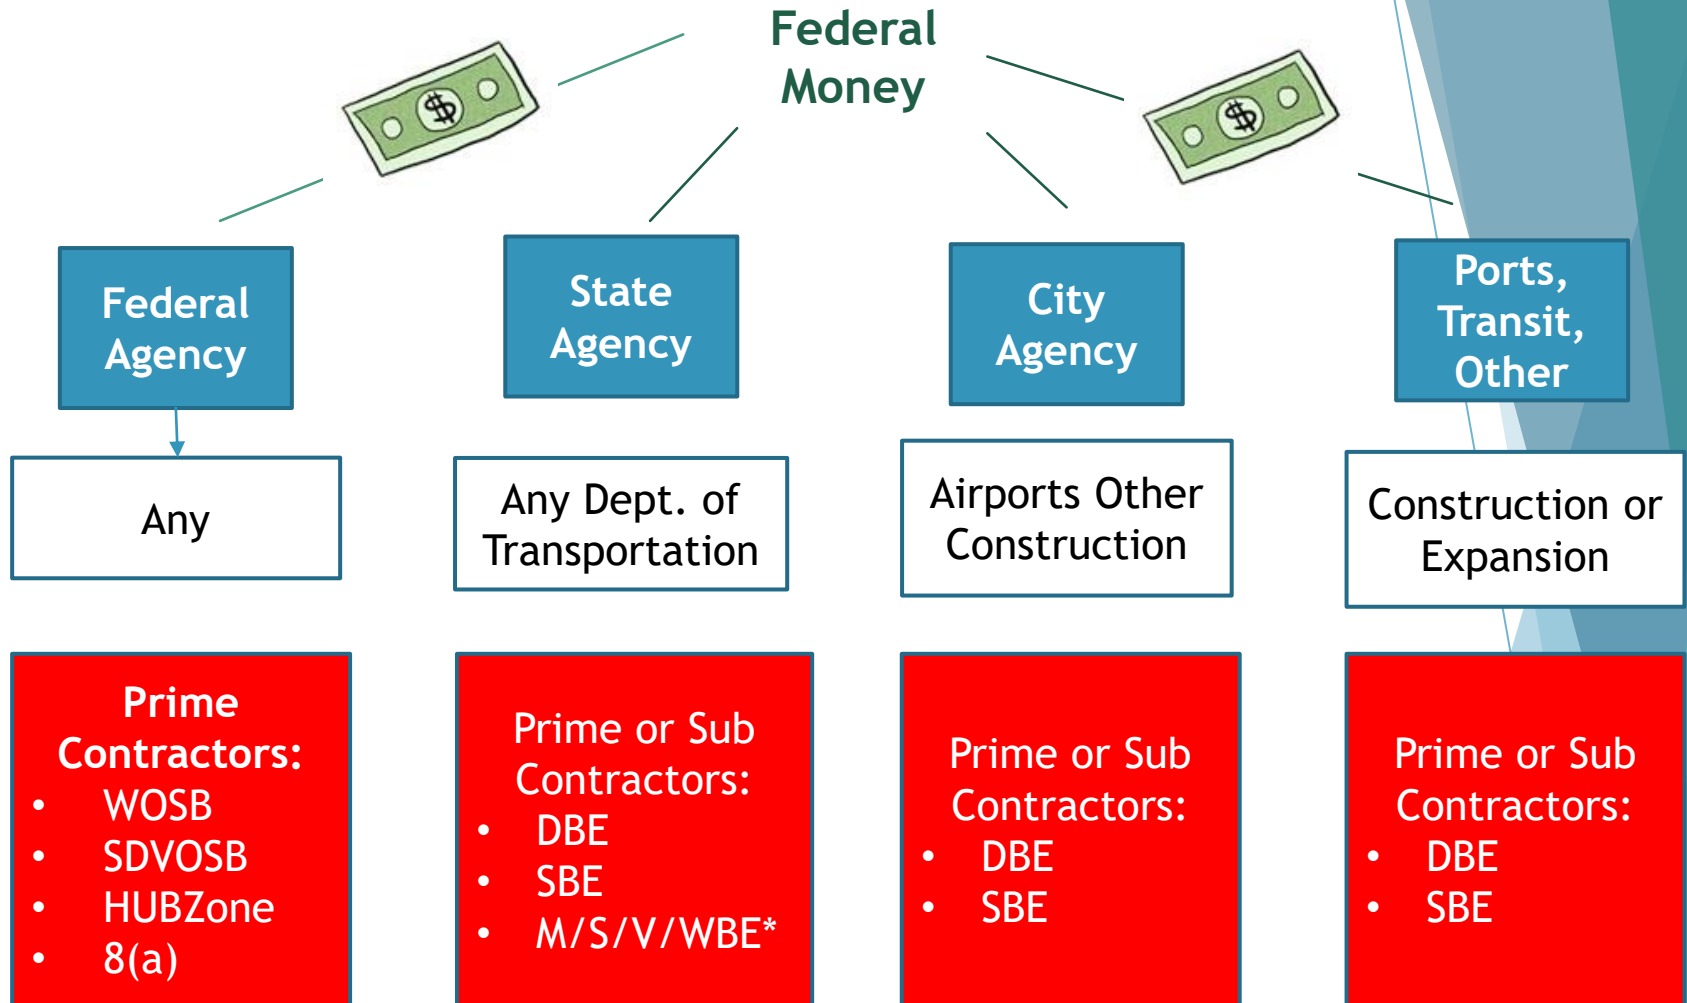 Federal
Money
$
$
Federal
Agency
State
Agency
City
Agency
Ports,
Transit,
Other
Any
Any Dept. of
Transportation
Airports Other
Construction
Construction or
Expansion
Prime
Contractors:
• WOSB
• SDVOSB
• HUBZone
• 8(a)
Prime or Sub
Contractors:
• DBE
• SBE
• M/S/V/WBE*
Prime or Sub
Contractors:
• DBE
• SBE
Prime or Sub
Contractors:
• DBE
• SBE